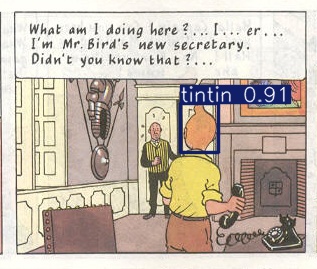 What am I doing here?... I... er...
I'm Mr. Bird's new secretary.
Didn't you know that?...
tintin 0.91